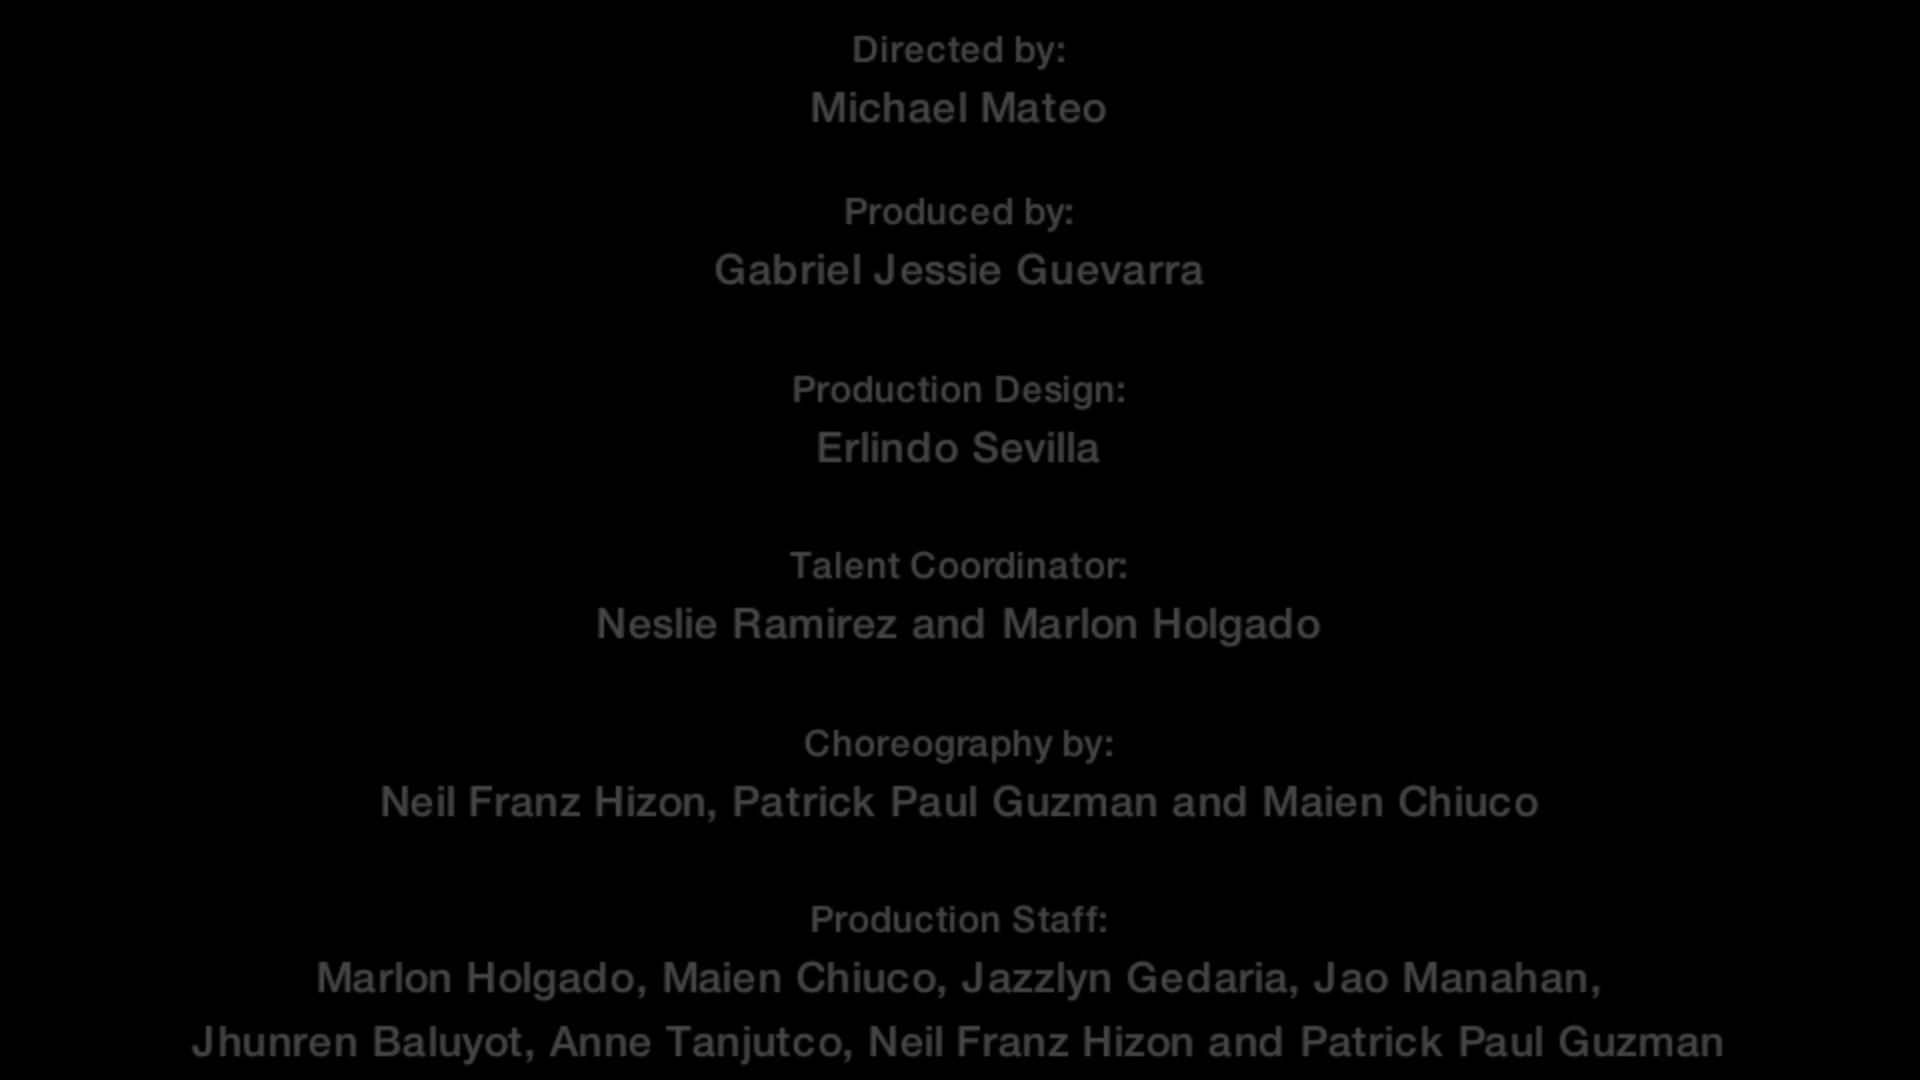 Directed by:
Michael Mateo
Produced by:
Gabriel Jessie Guevarra
Production Design:
Erlindo Sevilla
Talent Coordinator:
Neslie Ramirez and Marlon Holgado
Choreography by:
Neil Franz Hizon, Patrick Paul Guzman and Maien Chiuco
Production Staff:
Marlon Holgado, Maien Chiuco, Jazzlyn Gedaria, Jao Manahan,
Jhunren Baluyot, Anne Tanjutco, Neil Franz Hizon and Patrick Paul Guzman